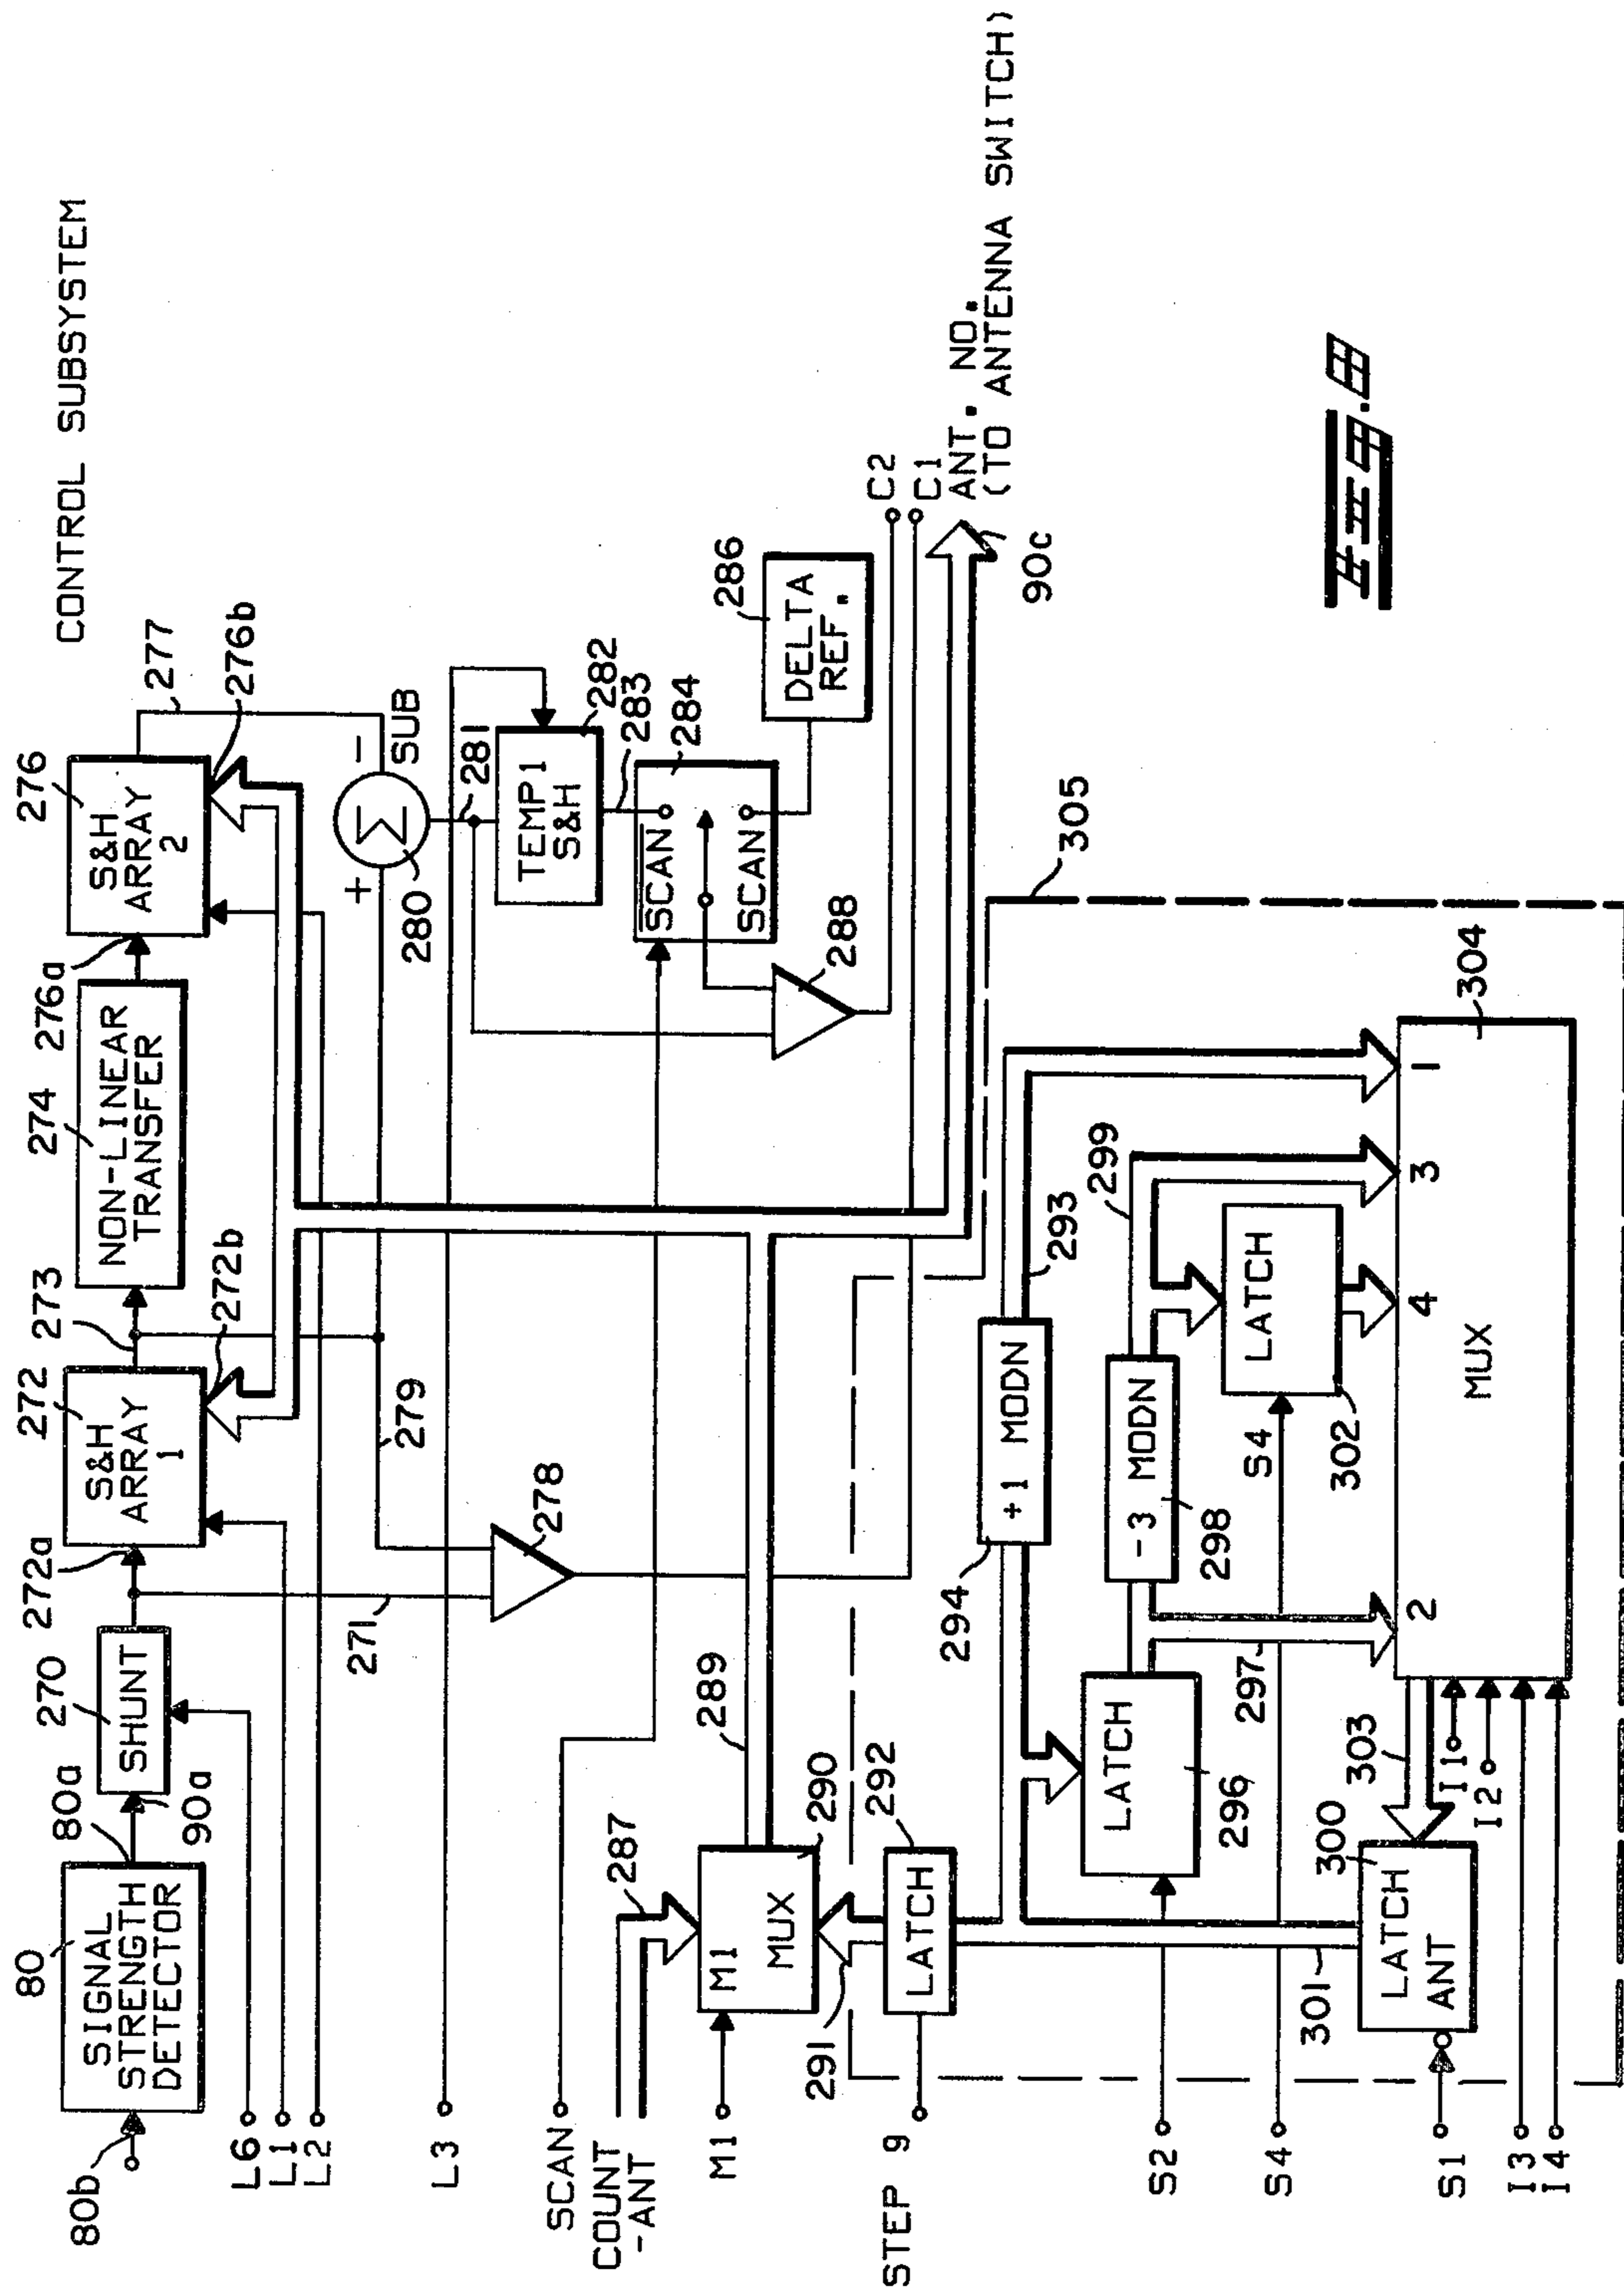 CONTROL SUBSYSTEM
80
SIGNAL
STRENGTH
DETECTOR
80b
80a
90a
270
SHUNT
272a
272
S&H
ARRAY
1
272b
273
274
NON-LINEAR
TRANSFER
276a
276
S&H
ARRAY
2
276b
277
L6
L1
L2
L3
271
278
279
+
-
Σ
SUB
280
281
TEMP1
S&H
282
283
284
SCAN
SCAN
286
DELTA
REF.
288
C2
C1
ANT. NO.
(TO ANTENNA SWITCH)
90c
SCAN
COUNT
-ANT
287
M1
M1
MUX
290
289
291
STEP 9
LATCH
292
294
+1 MODN
293
305
S2
LATCH
296
297
-3 MODN
298
299
S4
S4
LATCH
302
S1
LATCH
ANT
300
301
303
I1
I2
I3
I4
2
4
3
1
MUX
304
FIG.8